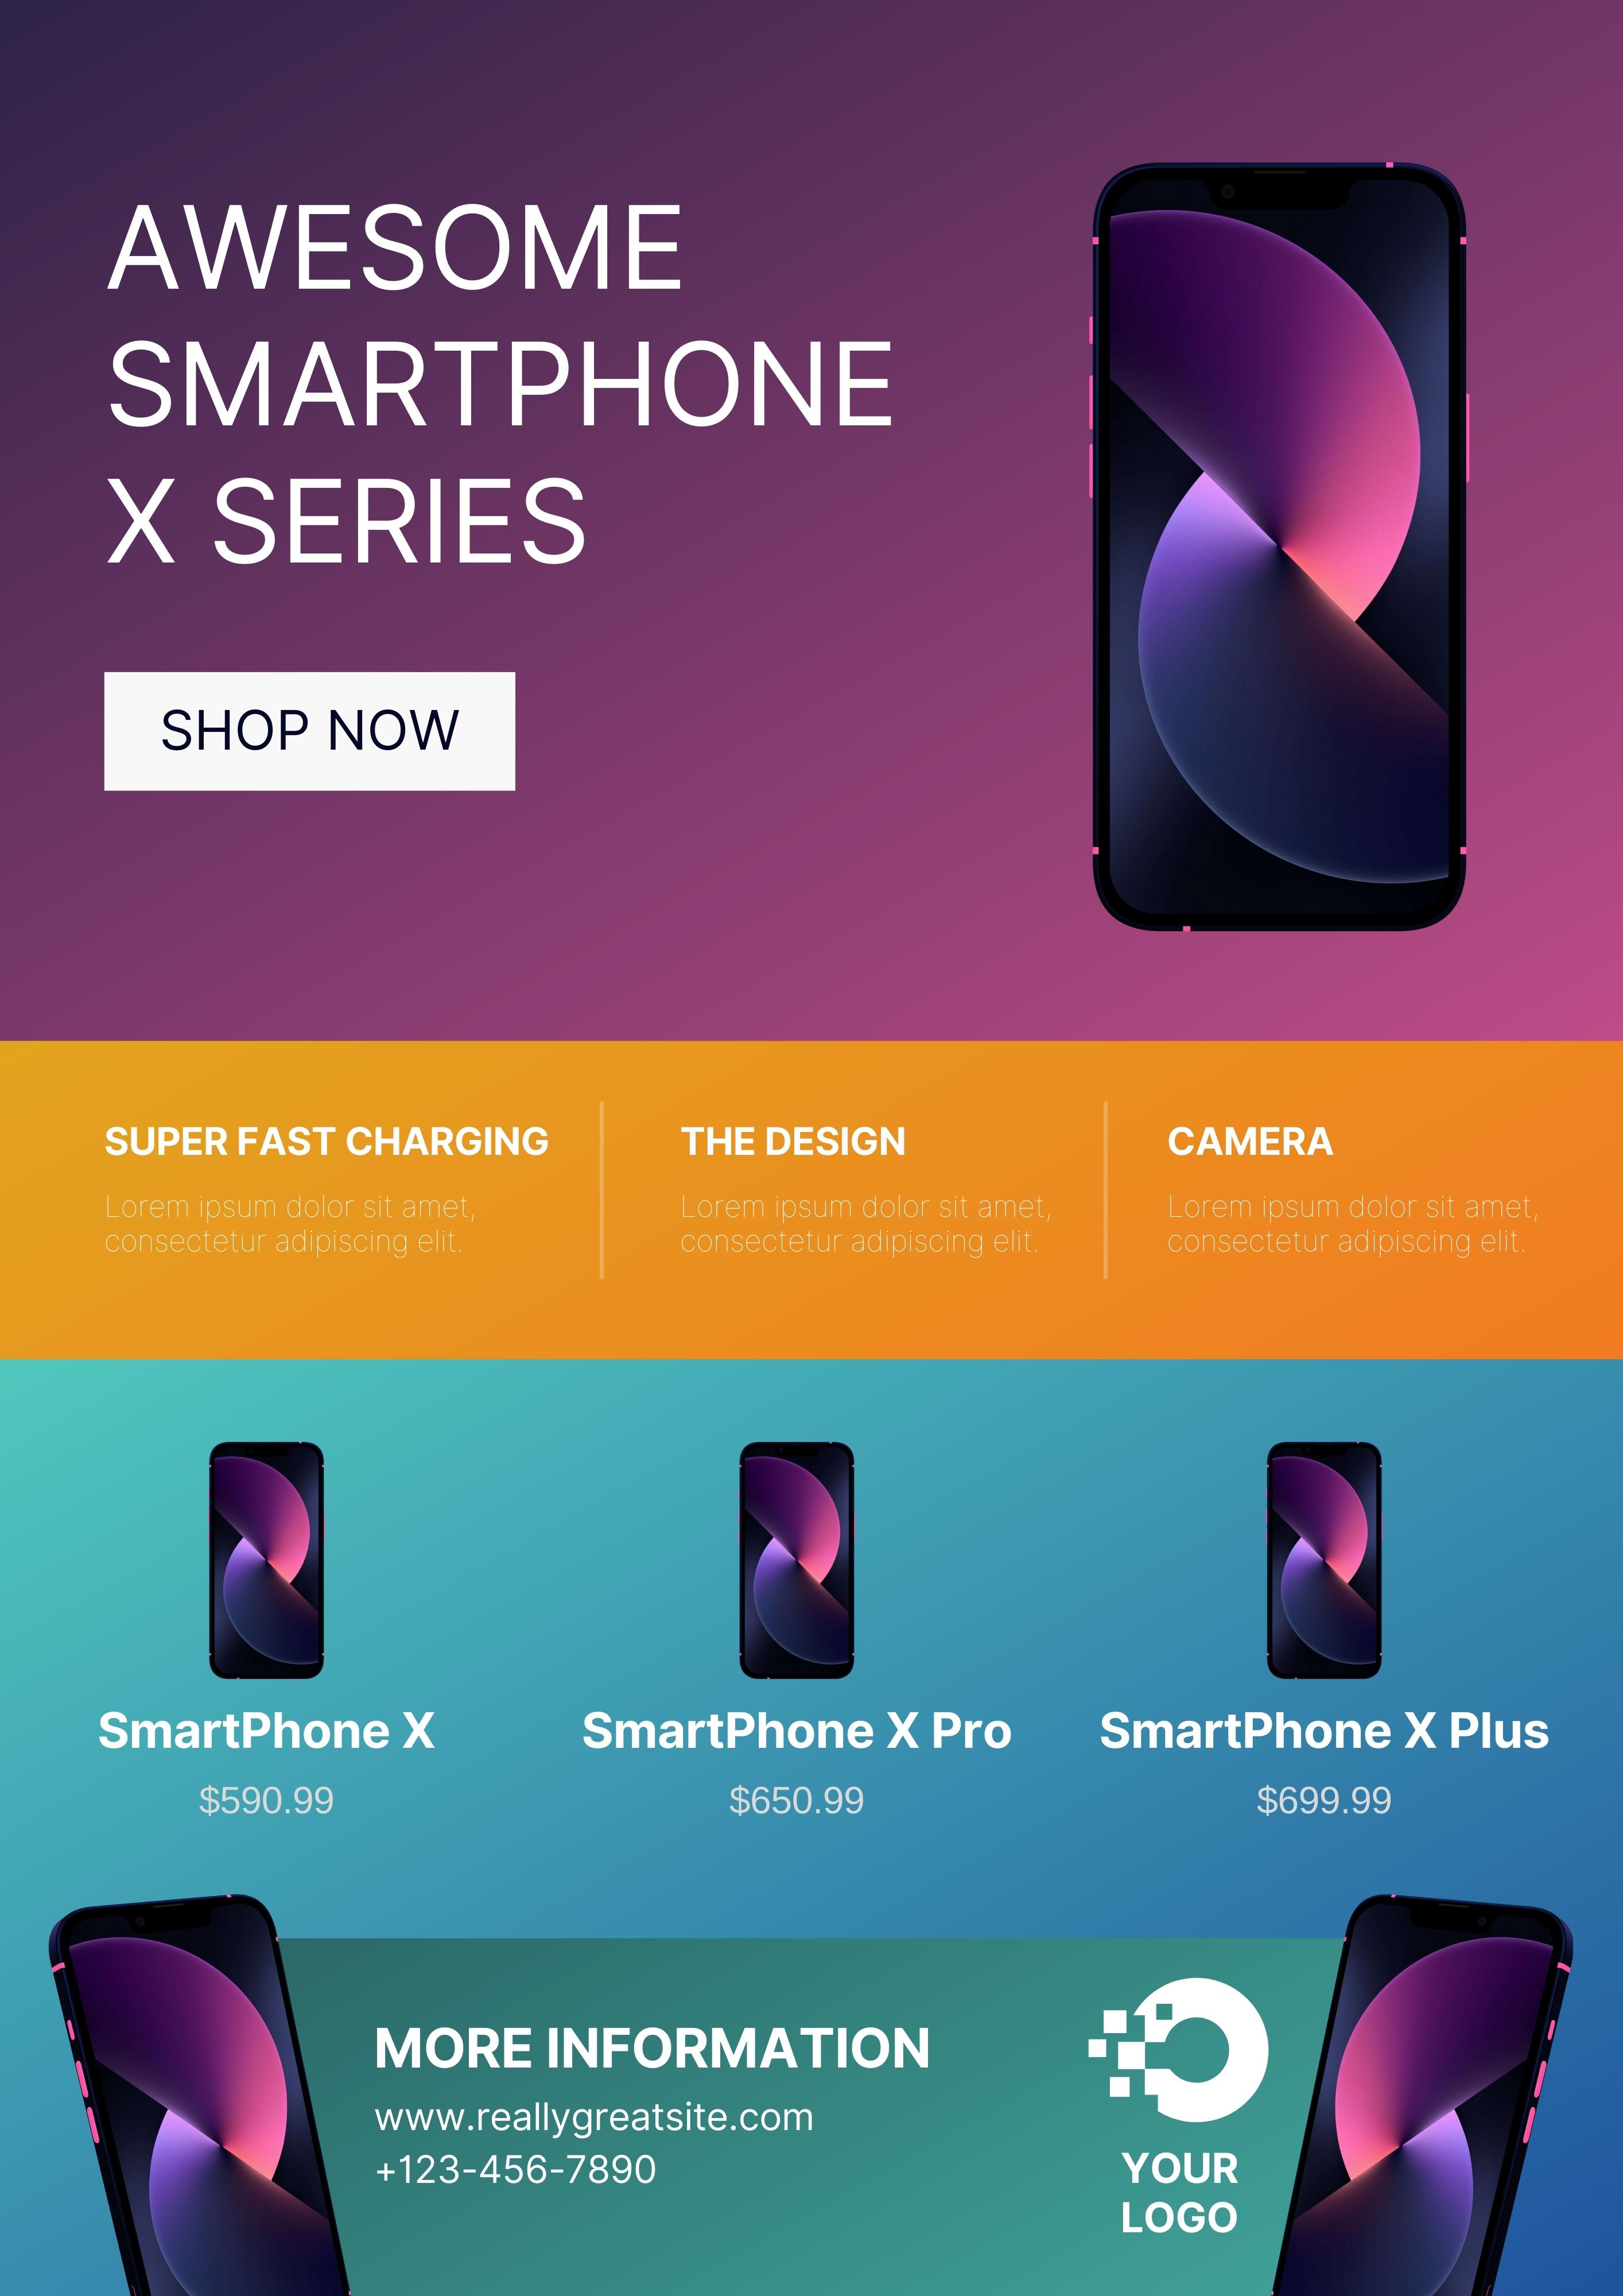 AWESOME
SMARTPHONE
X SERIES
SHOP NOW
SUPER FAST CHARGING
Lorem ipsum dolor sit amet,
consectetur adipiscing elit.
THE DESIGN
Lorem ipsum dolor sit amet,
consectetur adipiscing elit.
CAMERA
Lorem ipsum dolor sit amet,
consectetur adipiscing elit.
SmartPhone X
$590.99
SmartPhone X Pro
$650.99
SmartPhone X Plus
$699.99
MORE INFORMATION
www.reallygreatsite.com
+123-456-7890
YOUR
LOGO